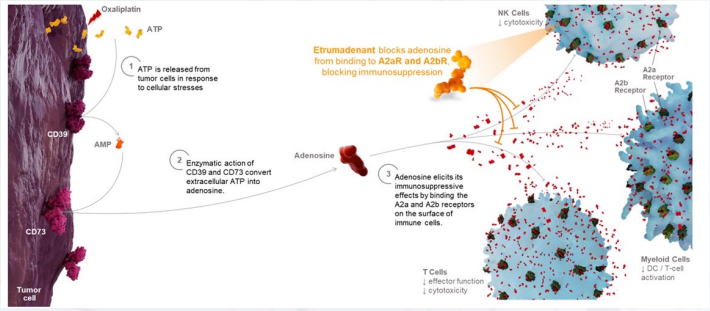 Oxaliplatin
ATP
1
ATP is released from
tumor cells in response
to cellular stresses
CD39
AMP
2
Enzymatic action of
CD39 and CD73 convert
extracellular ATP into
adenosine.
CD73
Tumor
cell
Adenosine
Etrumadenant blocks adenosine
from binding to A2aR and A2bR,
blocking immunosuppression
3
Adenosine elicits its
immunosuppressive
effects by binding the
A2a and A2b receptors
on the surface of
immune cells.
NK Cells
↓ cytotoxicity
A2a
Receptor
A2b
Receptor
T Cells
↓ effector function
↓ cytotoxicity
Myeloid Cells
↓ DC / T-cell
activation